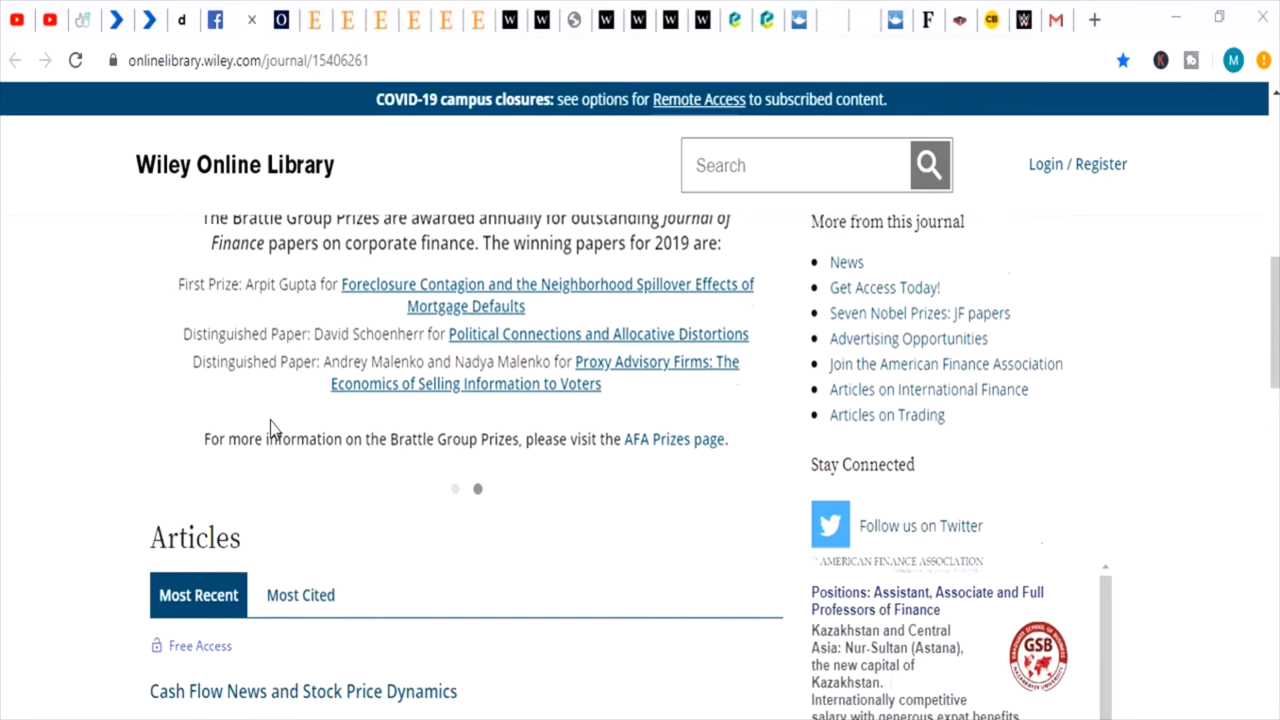 onlinelibrary.wiley.com/journal/15406261
COVID-19 campus closures: see options for Remote Access to subscribed content.
Wiley Online Library
Search
Login / Register
The Brattle Group Prizes are awarded annually for outstanding Journal of
Finance papers on corporate finance. The winning papers for 2019 are:
First Prize: Arpit Gupta for Foreclosure Contagion and the Neighborhood Spillover Effects of
Mortgage Defaults
Distinguished Paper: David Schoenherr for Political Connections and Allocative Distortions
Distinguished Paper: Andrey Malenko and Nadya Malenko for Proxy Advisory Firms: The
Economics of Selling Information to Voters
For more information on the Brattle Group Prizes, please visit the AFA Prizes page.
Articles
Most Recent
Most Cited
Free Access
Cash Flow News and Stock Price Dynamics
More from this journal
News
Get Access Today!
Seven Nobel Prizes: JF papers
Advertising Opportunities
Join the American Finance Association
Articles on International Finance
Articles on Trading
Stay Connected
Follow us on Twitter
AMERICAN FINANCE ASSOCIATION
Positions: Assistant, Associate and Full
Professors of Finance
Kazakhstan and Central
Asia: Nur-Sultan (Astana),
the new capital of
Kazakhstan.
Internationally competitive
salary with generous expat benefits
GSB